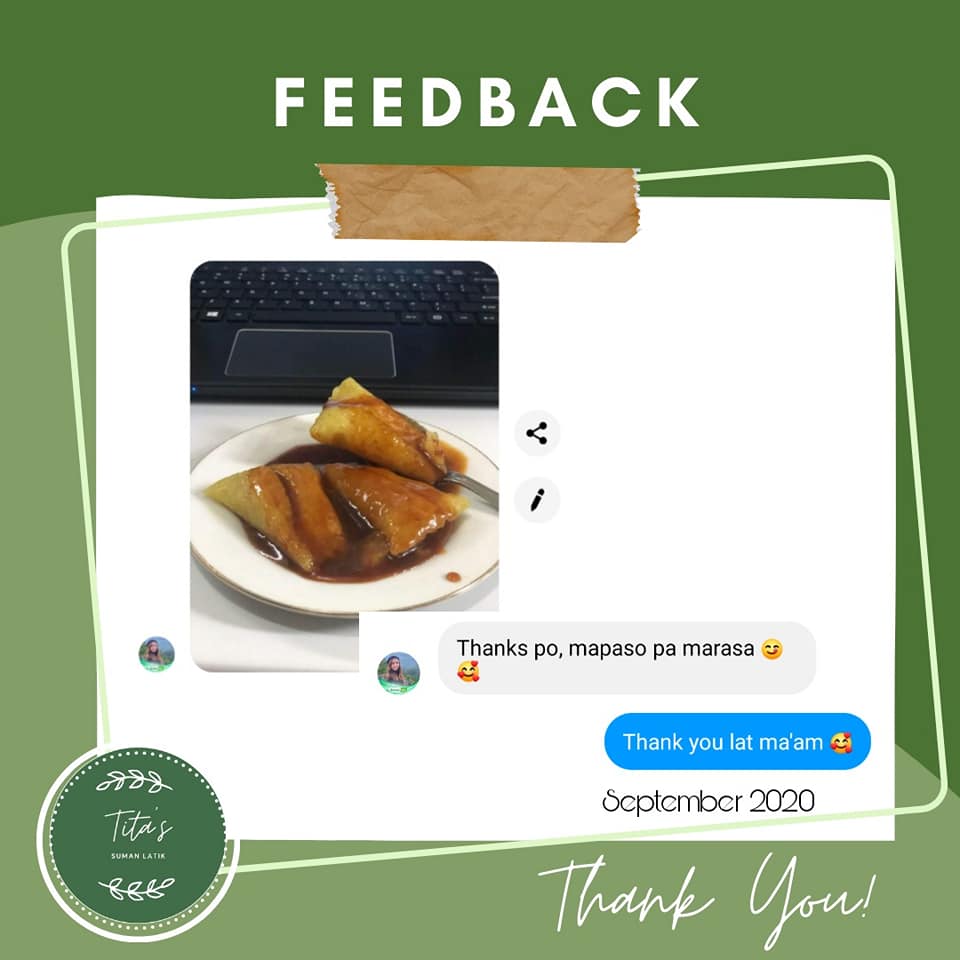 FEEDBACK
Thanks po, mapaso pa marasa 😊
🥰
Thank you lat ma'am 🥰
September 2020
Tita's
SUMAN LATIK
Thank You!